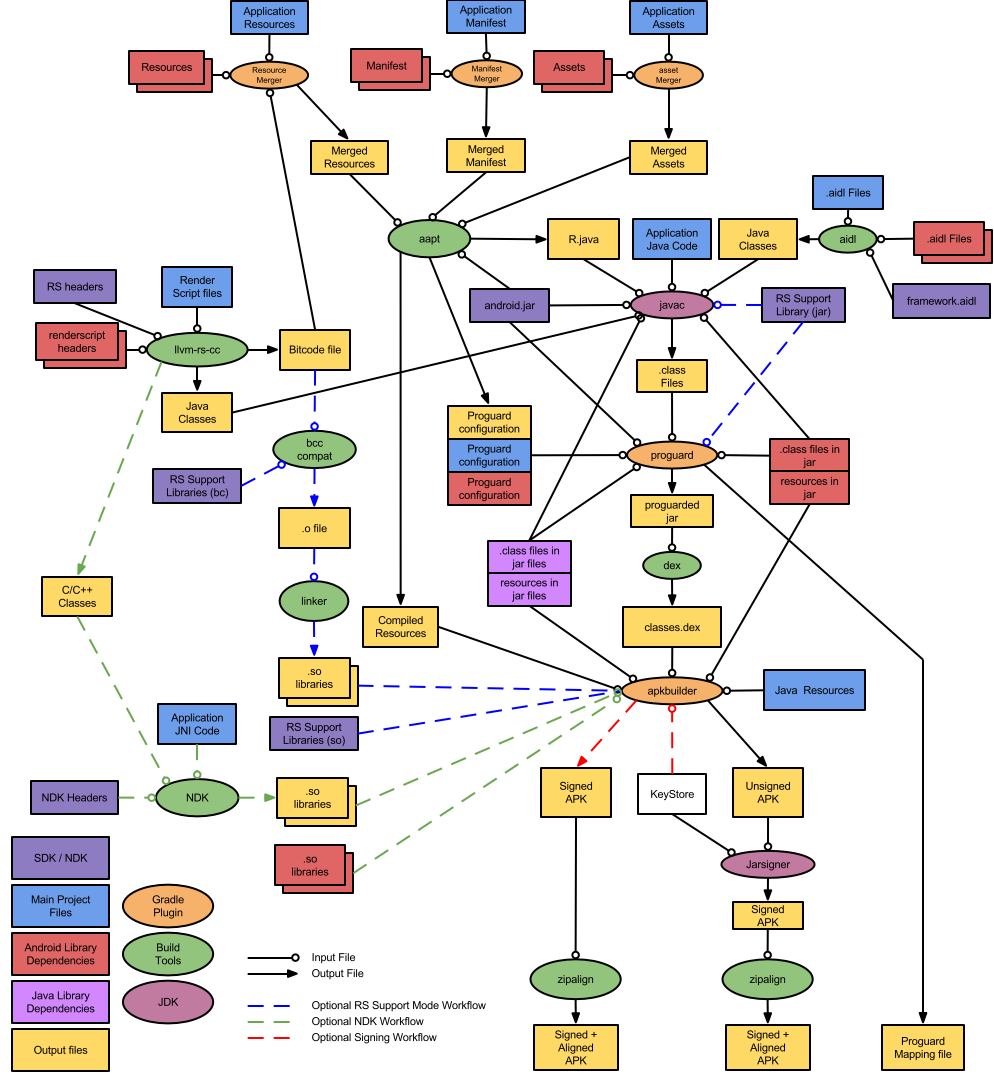 Application
Resources
Application
Manifest
Application
Assets
Resources
Resource
Merger
Manifest
Manifest
Merger
Assets
asset
Merger
Merged
Resources
Merged
Manifest
Merged
Assets
.aidl Files
aapt
R.java
Application
Java Code
Java
Classes
aidl
.aidl Files
RS headers
Render
Script files
android.jar
javac
RS Support
Library (jar)
framework.aidl
renderscript
headers
llvm-rs-cc
Bitcode file
.class
Files
Java
Classes
Proguard
configuration
Proguard
configuration
Proguard
configuration
bcc
compat
proguard
.class files in
jar
resources in
jar
RS Support
Libraries (bc)
.o file
proguarded
jar
.class files in
jar files
resources in
jar files
dex
C/C++
Classes
linker
Compiled
Resources
classes.dex
.so
libraries
apkbuilder
Java  Resources
Application
JNI Code
RS Support
Libraries (so)
NDK Headers
NDK
.so
libraries
Signed
APK
KeyStore
Unsigned
APK
.so
libraries
Jarsigner
SDK / NDK
Main Project
Files
Gradle
Plugin
Signed
APK
Android Library
Dependencies
Build
Tools
Input File
Output File
zipalign
zipalign
Java Library
Dependencies
JDK
Optional RS Support Mode Workflow
Optional NDK Workflow
Optional Signing Workflow
Output files
Signed +
Aligned
APK
Signed +
Aligned
APK
Proguard
Mapping file